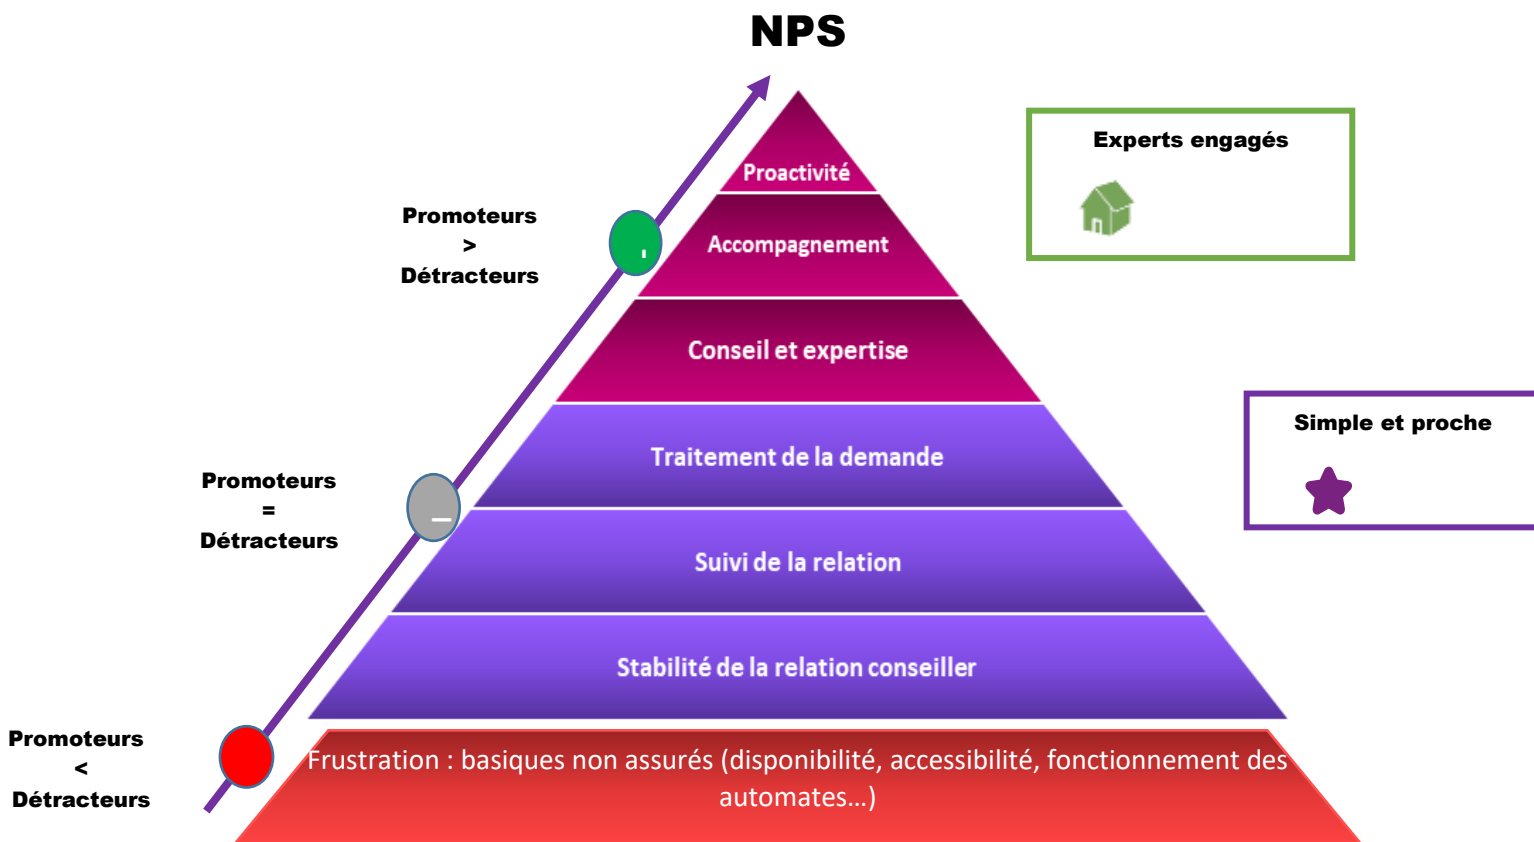 NPS
Experts engagés
Proactivité
Promoteurs
>
Détracteurs
Accompagnement
Conseil et expertise
Simple et proche
Traitement de la demande
Promoteurs
=
Détracteurs
Suivi de la relation
Stabilité de la relation conseiller
Promoteurs
<
Détracteurs
Frustration : basiques non assurés (disponibilité, accessibilité, fonctionnement des
automates…)